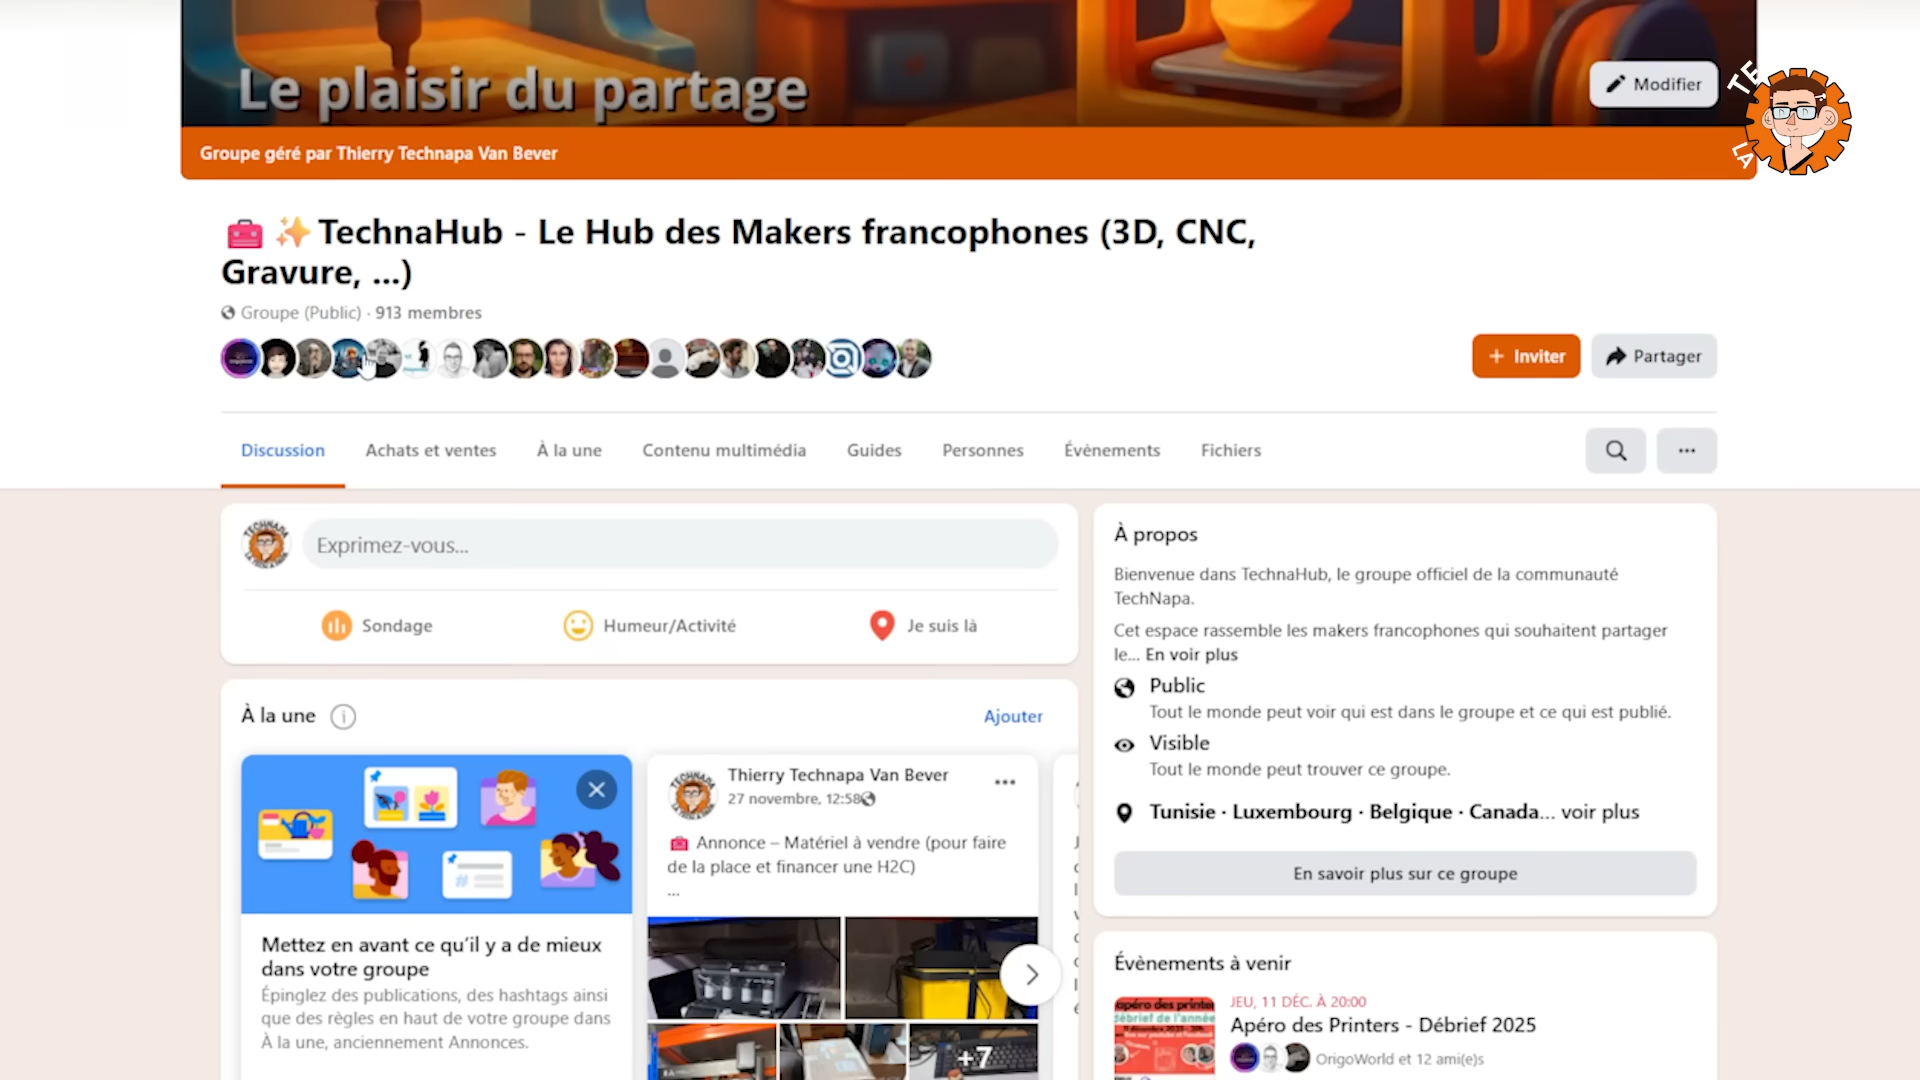 Le plaisir du partage
Modifier
TE
LA
Groupe géré par Thierry Technapa Van Bever
TechnaHub - Le Hub des Makers francophones (3D, CNC,
Gravure, ...)
Groupe (Public) · 913 membres
+ Inviter
Partager
Discussion
Achats et ventes
À la une
Contenu multimédia
Guides
Personnes
Évènements
Fichiers
Exprimez-vous...
Sondage
Humeur/Activité
Je suis là
À la une
Ajouter
Mettez en avant ce qu'il y a de mieux
dans votre groupe
Épinglez des publications, des hashtags ainsi
que des règles en haut de votre groupe dans
À la une, anciennement Annonces.
Thierry Technapa Van Bever
27 novembre, 12:58
Annonce – Matériel à vendre (pour faire
de la place et financer une H2C)
...
+7
À propos
Bienvenue dans TechnaHub, le groupe officiel de la communauté
TechNapa.
Cet espace rassemble les makers francophones qui souhaitent partager
le... En voir plus
Public
Tout le monde peut voir qui est dans le groupe et ce qui est publié.
Visible
Tout le monde peut trouver ce groupe.
Tunisie · Luxembourg · Belgique · Canada... voir plus
En savoir plus sur ce groupe
Évènements à venir
apéro des printers
débrief de l'année
JEU, 11 DÉC. À 20:00
Apéro des Printers - Débrief 2025
OrigoWorld et 12 ami(e)s